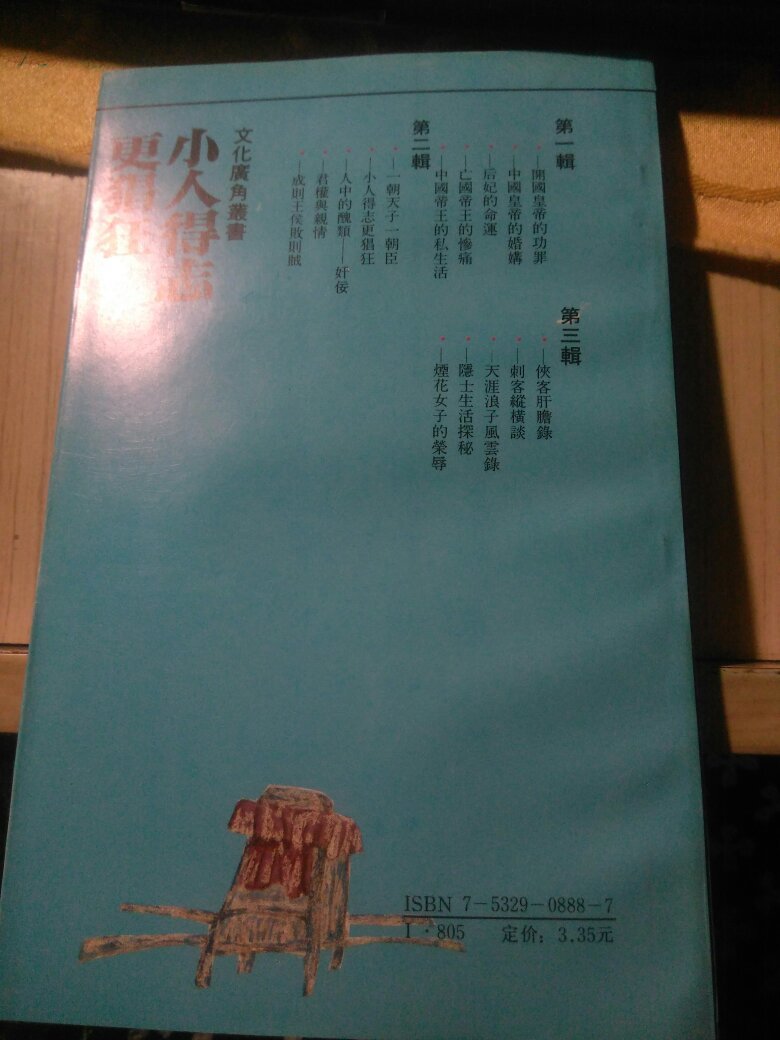 第一輯
—開國皇帝的功罪
—中國皇帝的婚媾
—后妃的命運
—亡國帝王的慘痛
—中國帝王的私生活
第二輯
—一朝天子一朝臣
—小人得志更猖狂
—人中的醜類——奸佞
—君權與親情
—成則王侯敗則賊
第三輯
—俠客肝膽錄
—刺客縱橫談
—天涯浪子風雲錄
—隱士生活探秘
—煙花女子的榮辱
文化廣角叢書
小人得志
更猖狂
ISBN 7-5329-0888-7
I·805 定价: 3.35元